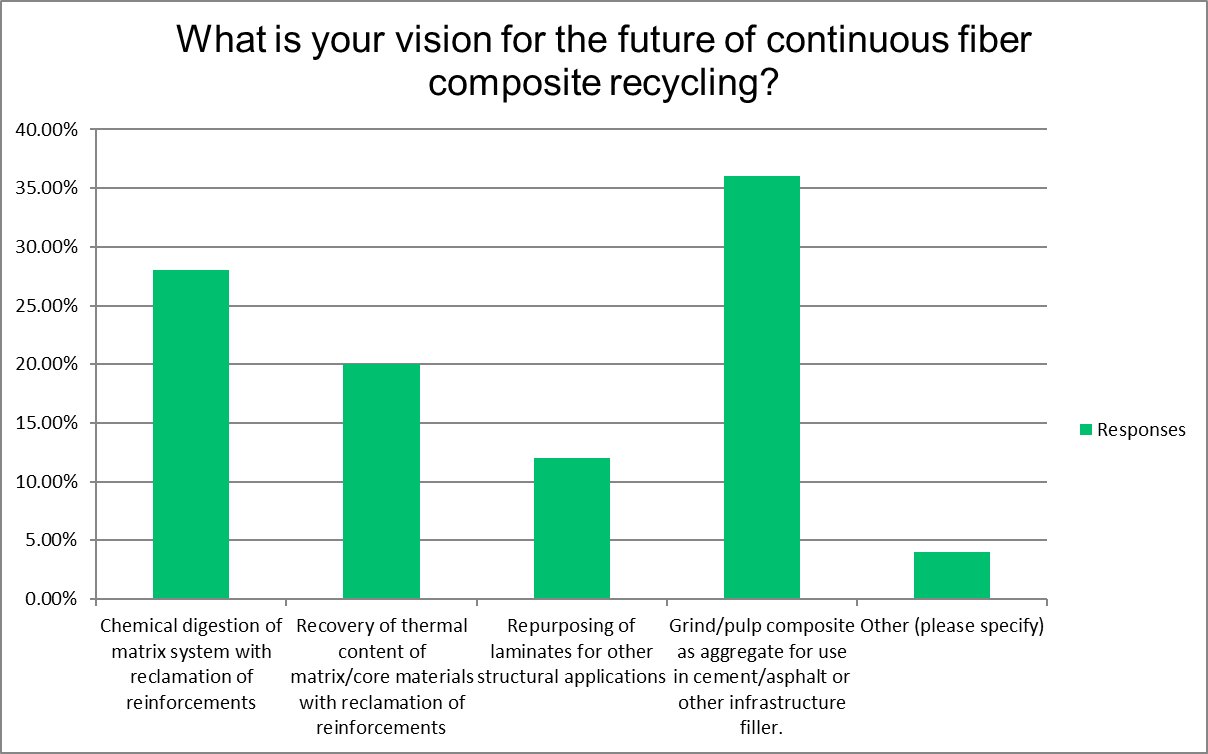 What is your vision for the future of continuous fiber
composite recycling?
40.00%
35.00%
30.00%
25.00%
20.00%
15.00%
10.00%
5.00%
0.00%
Chemical digestion of
matrix system with
reclamation of
reinforcements
Recovery of thermal
content of
matrix/core materials
with reclamation of
reinforcements
Repurposing of
laminates for other
structural applications
Grind/pulp composite
as aggregate for use
in cement/asphalt or
other infrastructure
filler.
Other (please specify)
Responses